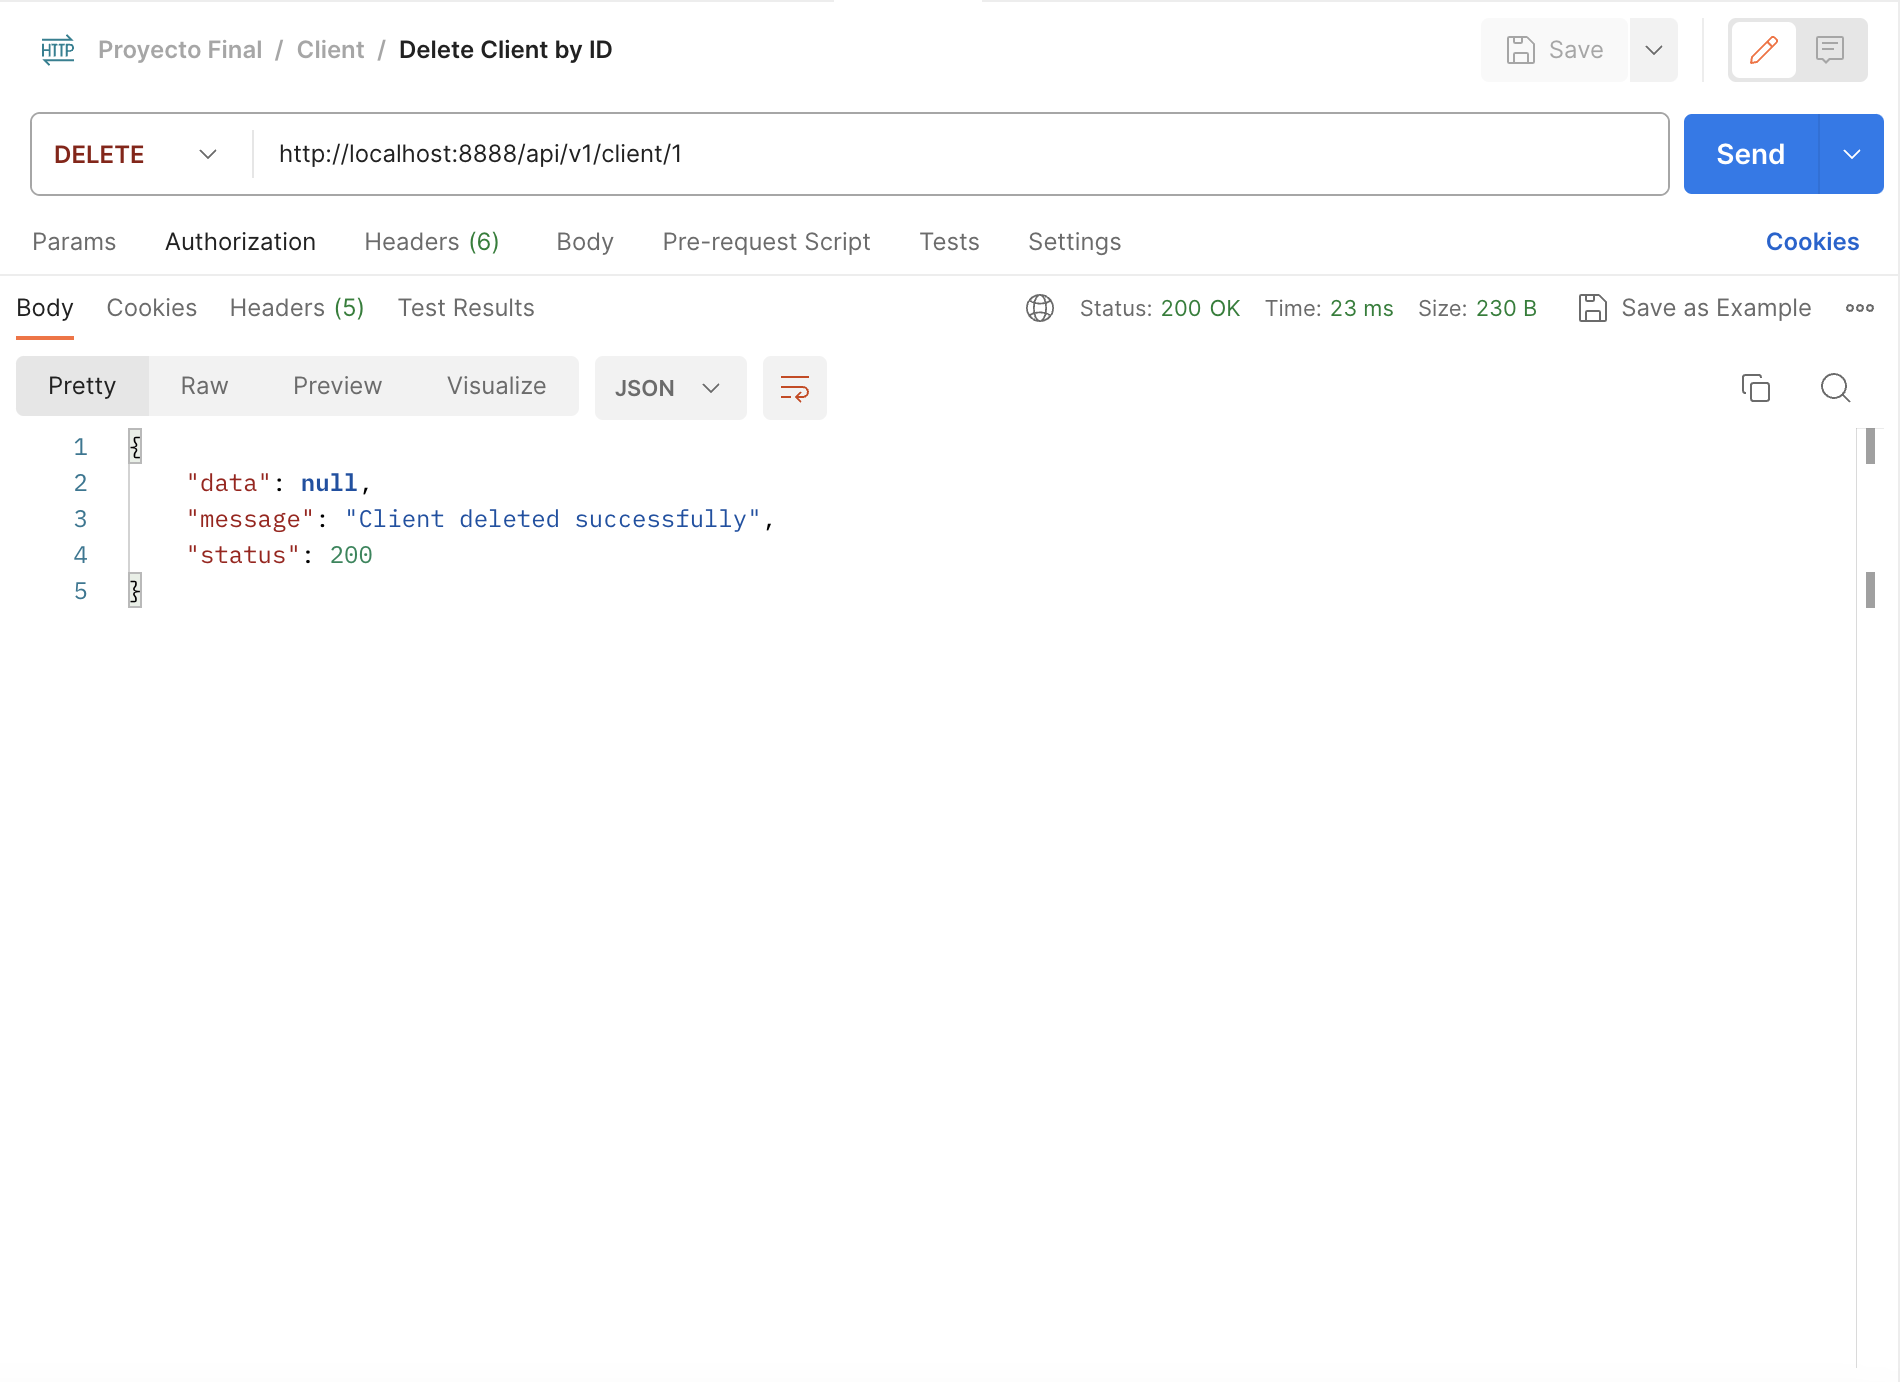 HTTP Proyecto Final / Client / Delete Client by ID Save
DELETE http://localhost:8888/api/v1/client/1 Send
Params Authorization Headers (6) Body Pre-request Script Tests Settings Cookies
Body Cookies Headers (5) Test Results Status: 200 OK Time: 23 ms Size: 230 B Save as Example
Pretty Raw Preview Visualize JSON
1 {
2 "data": null,
3 "message": "Client deleted successfully",
4 "status": 200
5 }